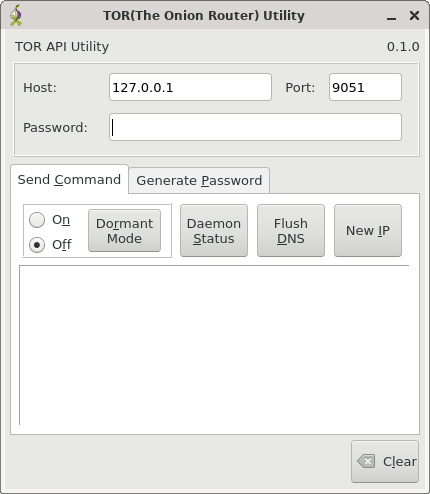 TOR(The Onion Router) Utility
TOR API Utility 0.1.0
Host: 127.0.0.1 Port: 9051
Password:
Send Command Generate Password
On
Off
Dormant
Mode
Daemon
Status
Flush
DNS
New IP
Clear